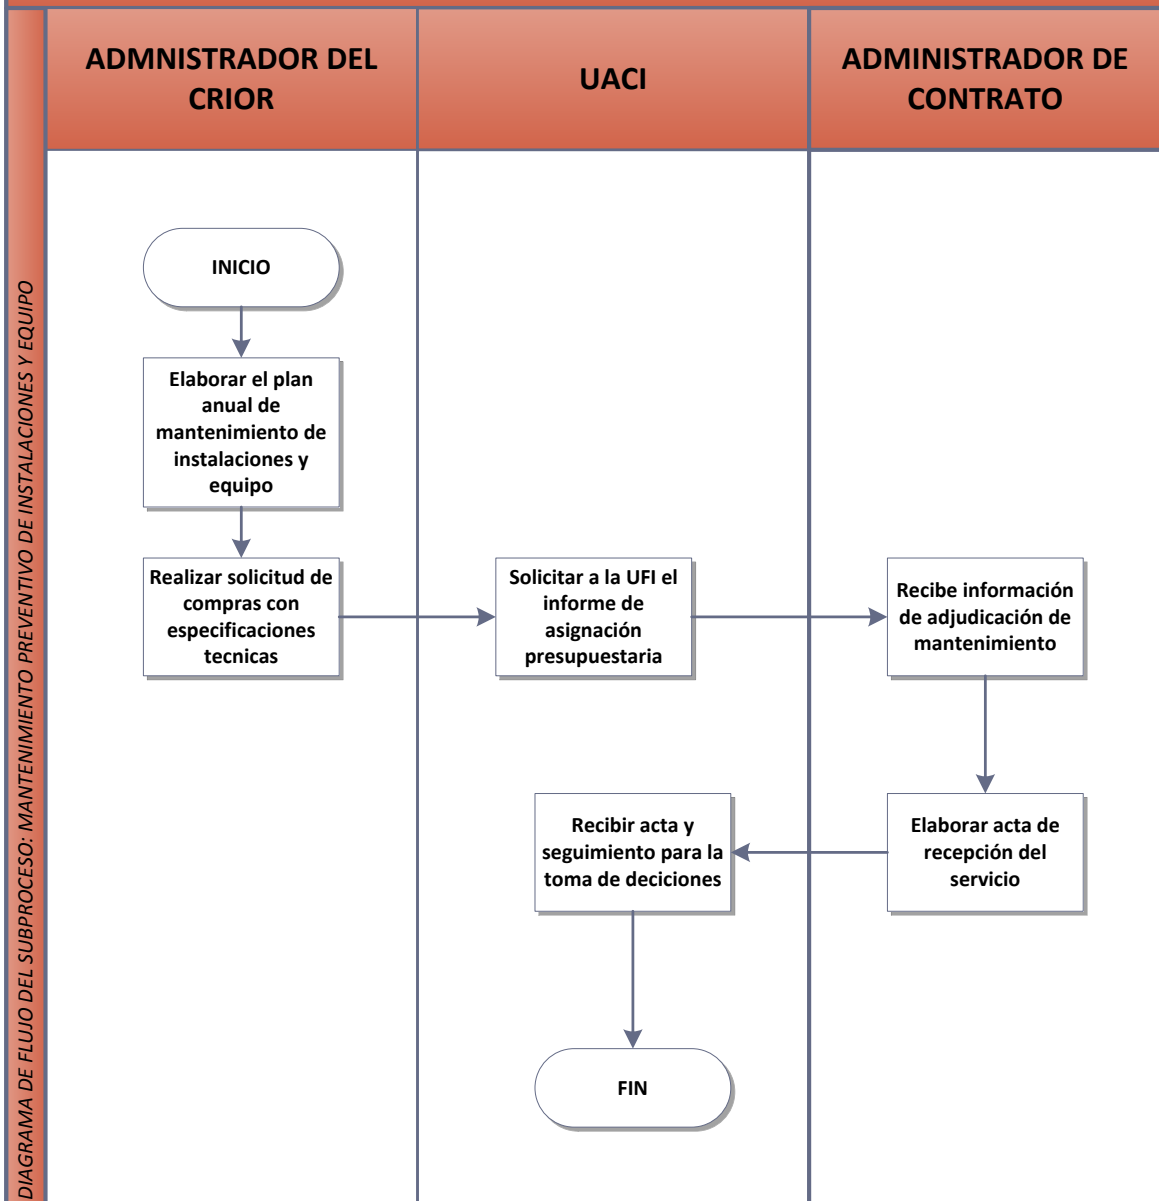 DIAGRAMA DE FLUJO DEL SUBPROCESO: MANTENIMIENTO PREVENTIVO DE INSTALACIONES Y EQUIPO
ADMNISTRADOR DEL
CRIOR
UACI
ADMINISTRADOR DE
CONTRATO
INICIO
Elaborar el plan
anual de
mantenimiento de
instalaciones y
equipo
Realizar solicitud de
compras con
especificaciones
tecnicas
Solicitar a la UFI el
informe de
asignación
presupuestaria
Recibe información
de adjudicación de
mantenimiento
Elaborar acta de
recepción del
servicio
Recibir acta y
seguimiento para la
toma de deciciones
FIN